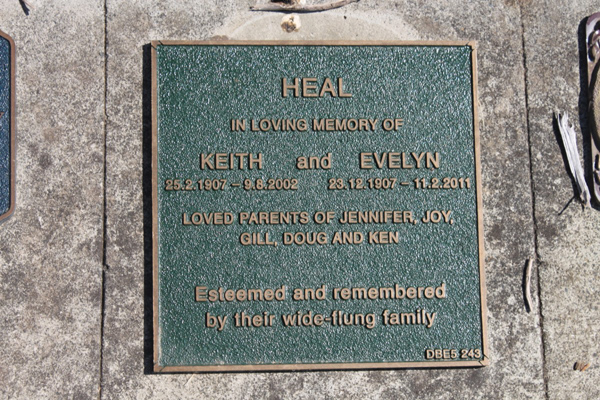 HEAL
IN LOVING MEMORY OF
KEITH and EVELYN
25.2.1907 – 9.8.2002 23.12.1907 – 11.2.2011
LOVED PARENTS OF JENNIFER, JOY,
GILL, DOUG AND KEN
Esteemed and remembered
by their wide-flung family
DBE5 243